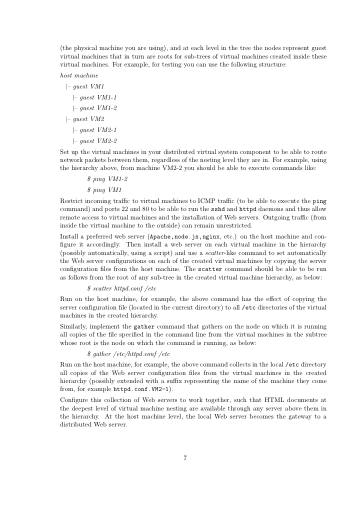 (the physical machine you are using), and at each level in the tree the nodes represent guest
virtual machines that in turn are roots for sub-trees of virtual machines created inside these
virtual machines. For example, for testing you can use the following structure:
host machine
|– guest VM1
|– guest VM1-1
|– guest VM1-2
|– guest VM2
|– guest VM2-1
|– guest VM2-2
Set up the virtual machines in your distributed virtual system component to be able to route
network packets between them, regardless of the nesting level they are in. For example, using
the hierarchy above, from machine VM2-2 you should be able to execute commands like:
$ ping VM1-2
$ ping VM1
Restrict incoming traffic to virtual machines to ICMP traffic (to be able to execute the ping
command) and ports 22 and 80 to be able to run the sshd and httpd daemons and thus allow
remote access to virtual machines and the installation of Web servers. Outgoing traffic (from
inside the virtual machine to the outside) can remain unrestricted.
Install a preferred web server (Apache,node.js,nginx, etc.) on the host machine and con-
figure it accordingly. Then install a web server on each virtual machine in the hierarchy
(possibly automatically, using a script) and use a scatter-like command to set automatically
the Web server configurations on each of the created virtual machines by copying the server
configuration files from the host machine. The scatter command should be able to be run
as follows from the root of any sub-tree in the created virtual machine hierarchy, as below:
$ scatter httpd.conf /etc
Run on the host machine, for example, the above command has the effect of copying the
server configuration file (located in the current directory) to all /etc directories of the virtual
machines in the created hierarchy.
Similarly, implement the gather command that gathers on the node on which it is running
all copies of the file specified in the command line from the virtual machines in the subtree
whose root is the node on which the command is running, as below:
$ gather /etc/httpd.conf /etc
Run on the host machine, for example, the above command collects in the local /etc directory
all copies of the Web server configuration files from the virtual machines in the created
hierarchy (possibly extended with a suffix representing the name of the machine they come
from, for example httpd.conf.VM2-1).
Configure this collection of Web servers to work together, such that HTML documents at
the deepest level of virtual machine nesting are available through any server above them in
the hierarchy. At the host machine level, the local Web server becomes the gateway to a
distributed Web server.
7